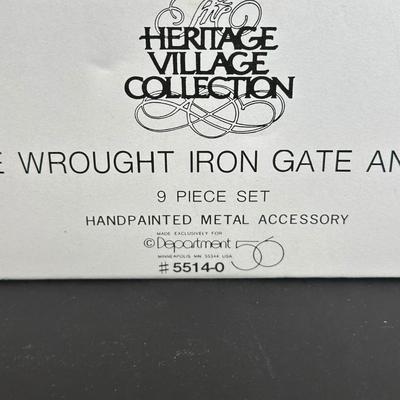 The
HERITAGE
VILLAGE
COLLECTION
E WROUGHT IRON GATE AN
9 PIECE SET
HANDPAINTED METAL ACCESSORY
MADE EXCLUSIVELY FOR
©Department 56
MINNEAPOLIS MN 55344 USA
#5514-0